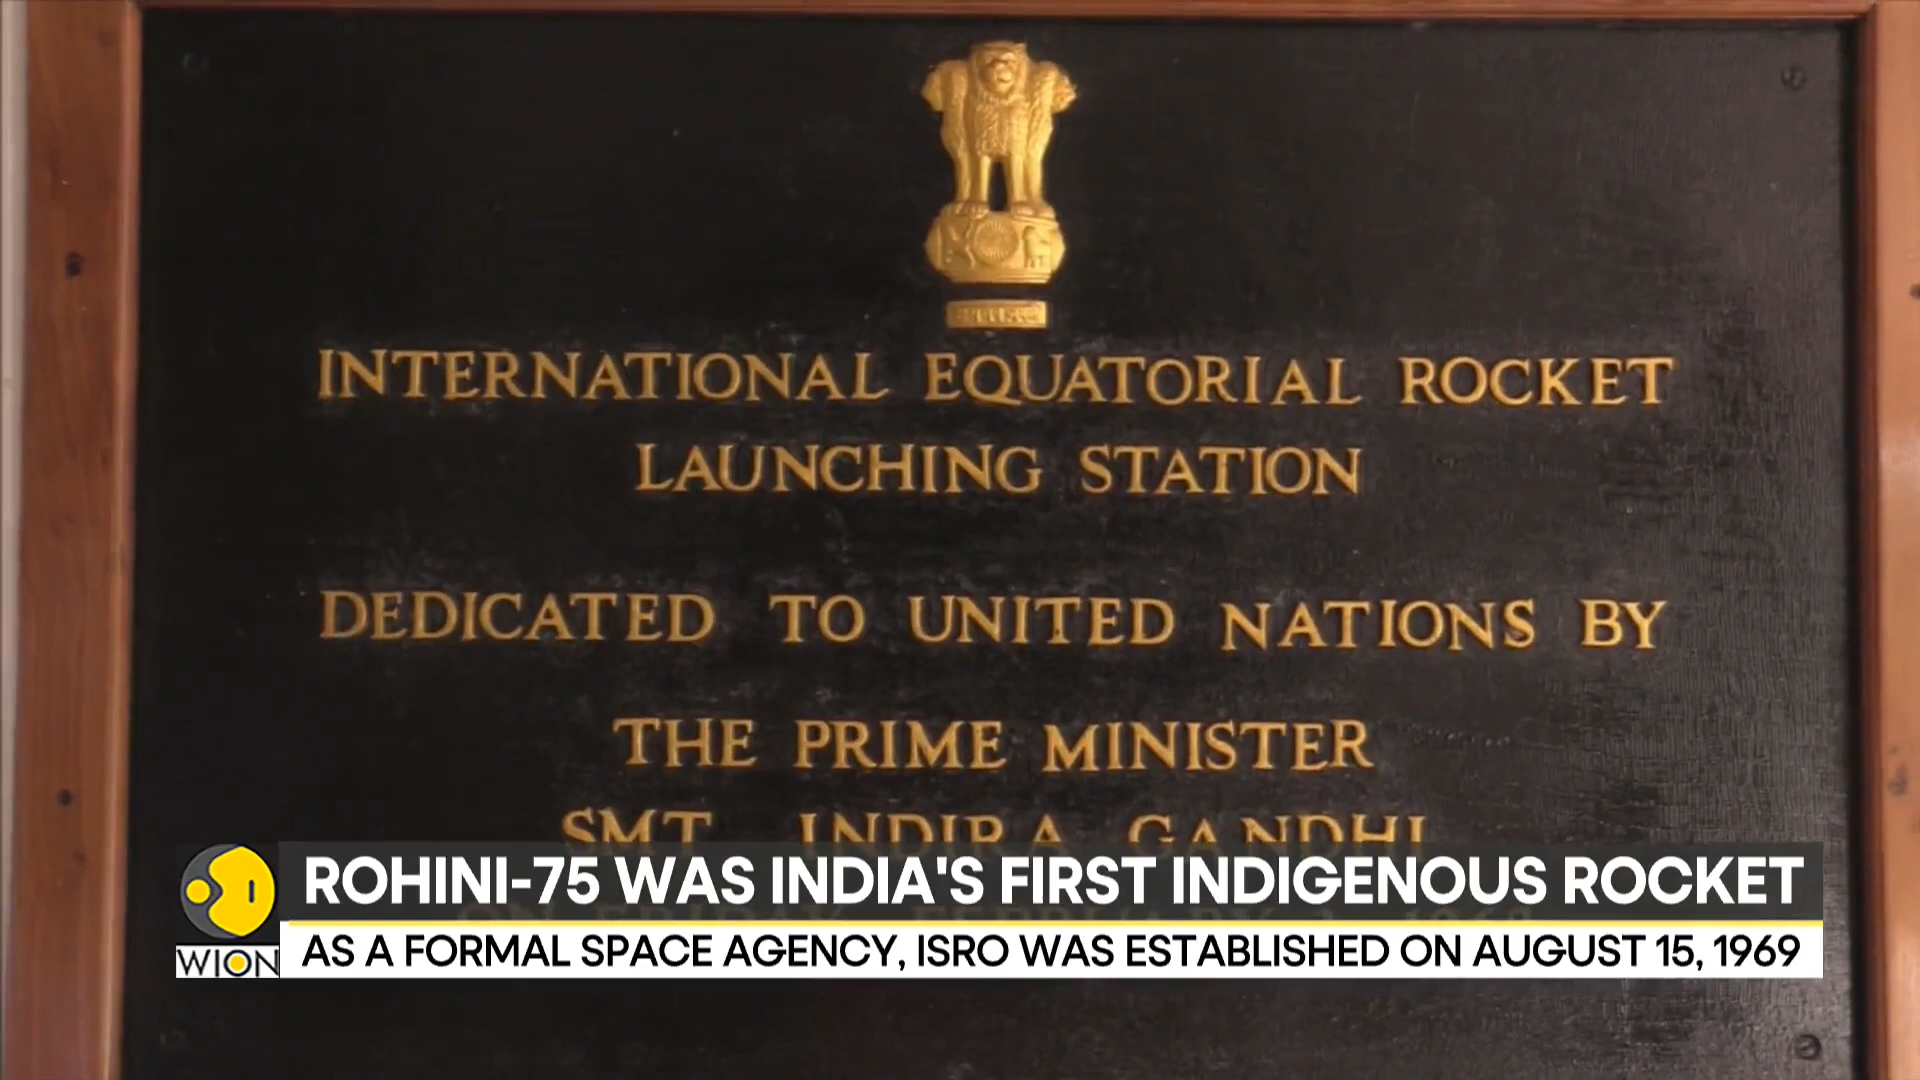 INTERNATIONAL EQUATORIAL ROCKET
LAUNCHING STATION
DEDICATED TO UNITED NATIONS BY
THE PRIME MINISTER
SMT. INDIRA GANDHI
ROHINI-75 WAS INDIA'S FIRST INDIGENOUS ROCKET
AS A FORMAL SPACE AGENCY, ISRO WAS ESTABLISHED ON AUGUST 15, 1969
WION